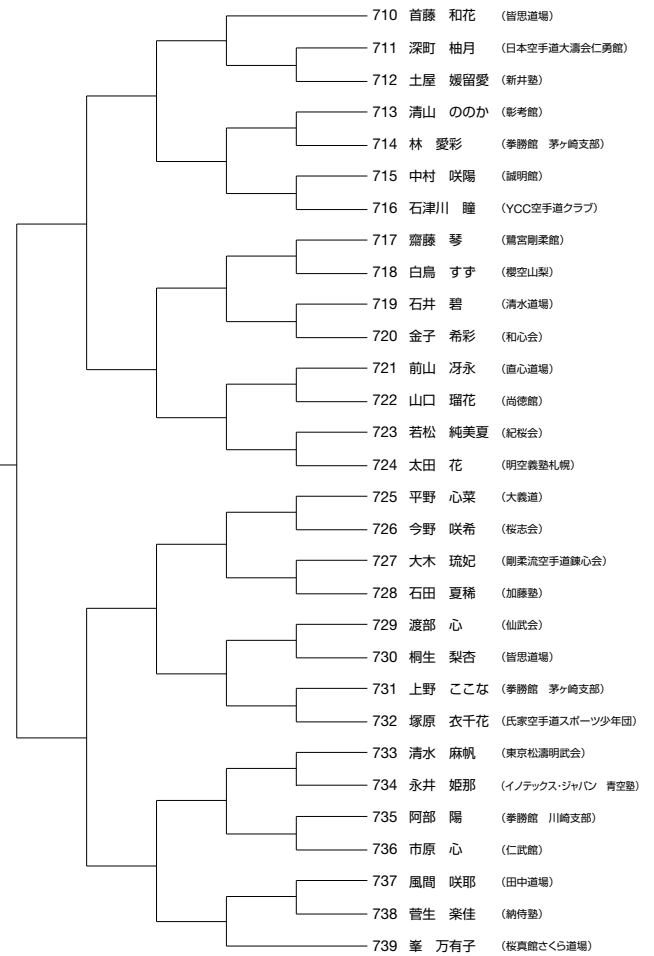 710 首藤 和花 (皆思道場)
711 深町 柚月 (日本空手道大濤会仁勇館)
712 土屋 媛留愛 (新井塾)
713 清山 ののか (彰考館)
714 林 愛彩 (拳勝館 茅ヶ崎支部)
715 中村 咲陽 (誠明館)
716 石津川 瞳 (YCC空手道クラブ)
717 齋藤 琴 (鷺宮剛柔館)
718 白鳥 すず (櫻空山梨)
719 石井 碧 (清水道場)
720 金子 希彩 (和心会)
721 前山 冴永 (直心道場)
722 山口 瑠花 (尚徳館)
723 若松 純美夏 (紀桜会)
724 太田 花 (明空義塾札幌)
725 平野 心菜 (大義道)
726 今野 咲希 (桜志会)
727 大木 琉妃 (剛柔流空手道錬心会)
728 石田 夏稀 (加藤塾)
729 渡部 心 (仙武会)
730 桐生 梨杏 (皆思道場)
731 上野 ここな (拳勝館 茅ヶ崎支部)
732 塚原 衣千花 (氏家空手道スポーツ少年団)
733 清水 麻帆 (東京松濤明武会)
734 永井 姫那 (イノテックス・ジャパン 青空塾)
735 阿部 陽 (拳勝館 川崎支部)
736 市原 心 (仁武館)
737 風間 咲耶 (田中道場)
738 菅生 楽佳 (納侍塾)
739 峯 万有子 (桜真館さくら道場)